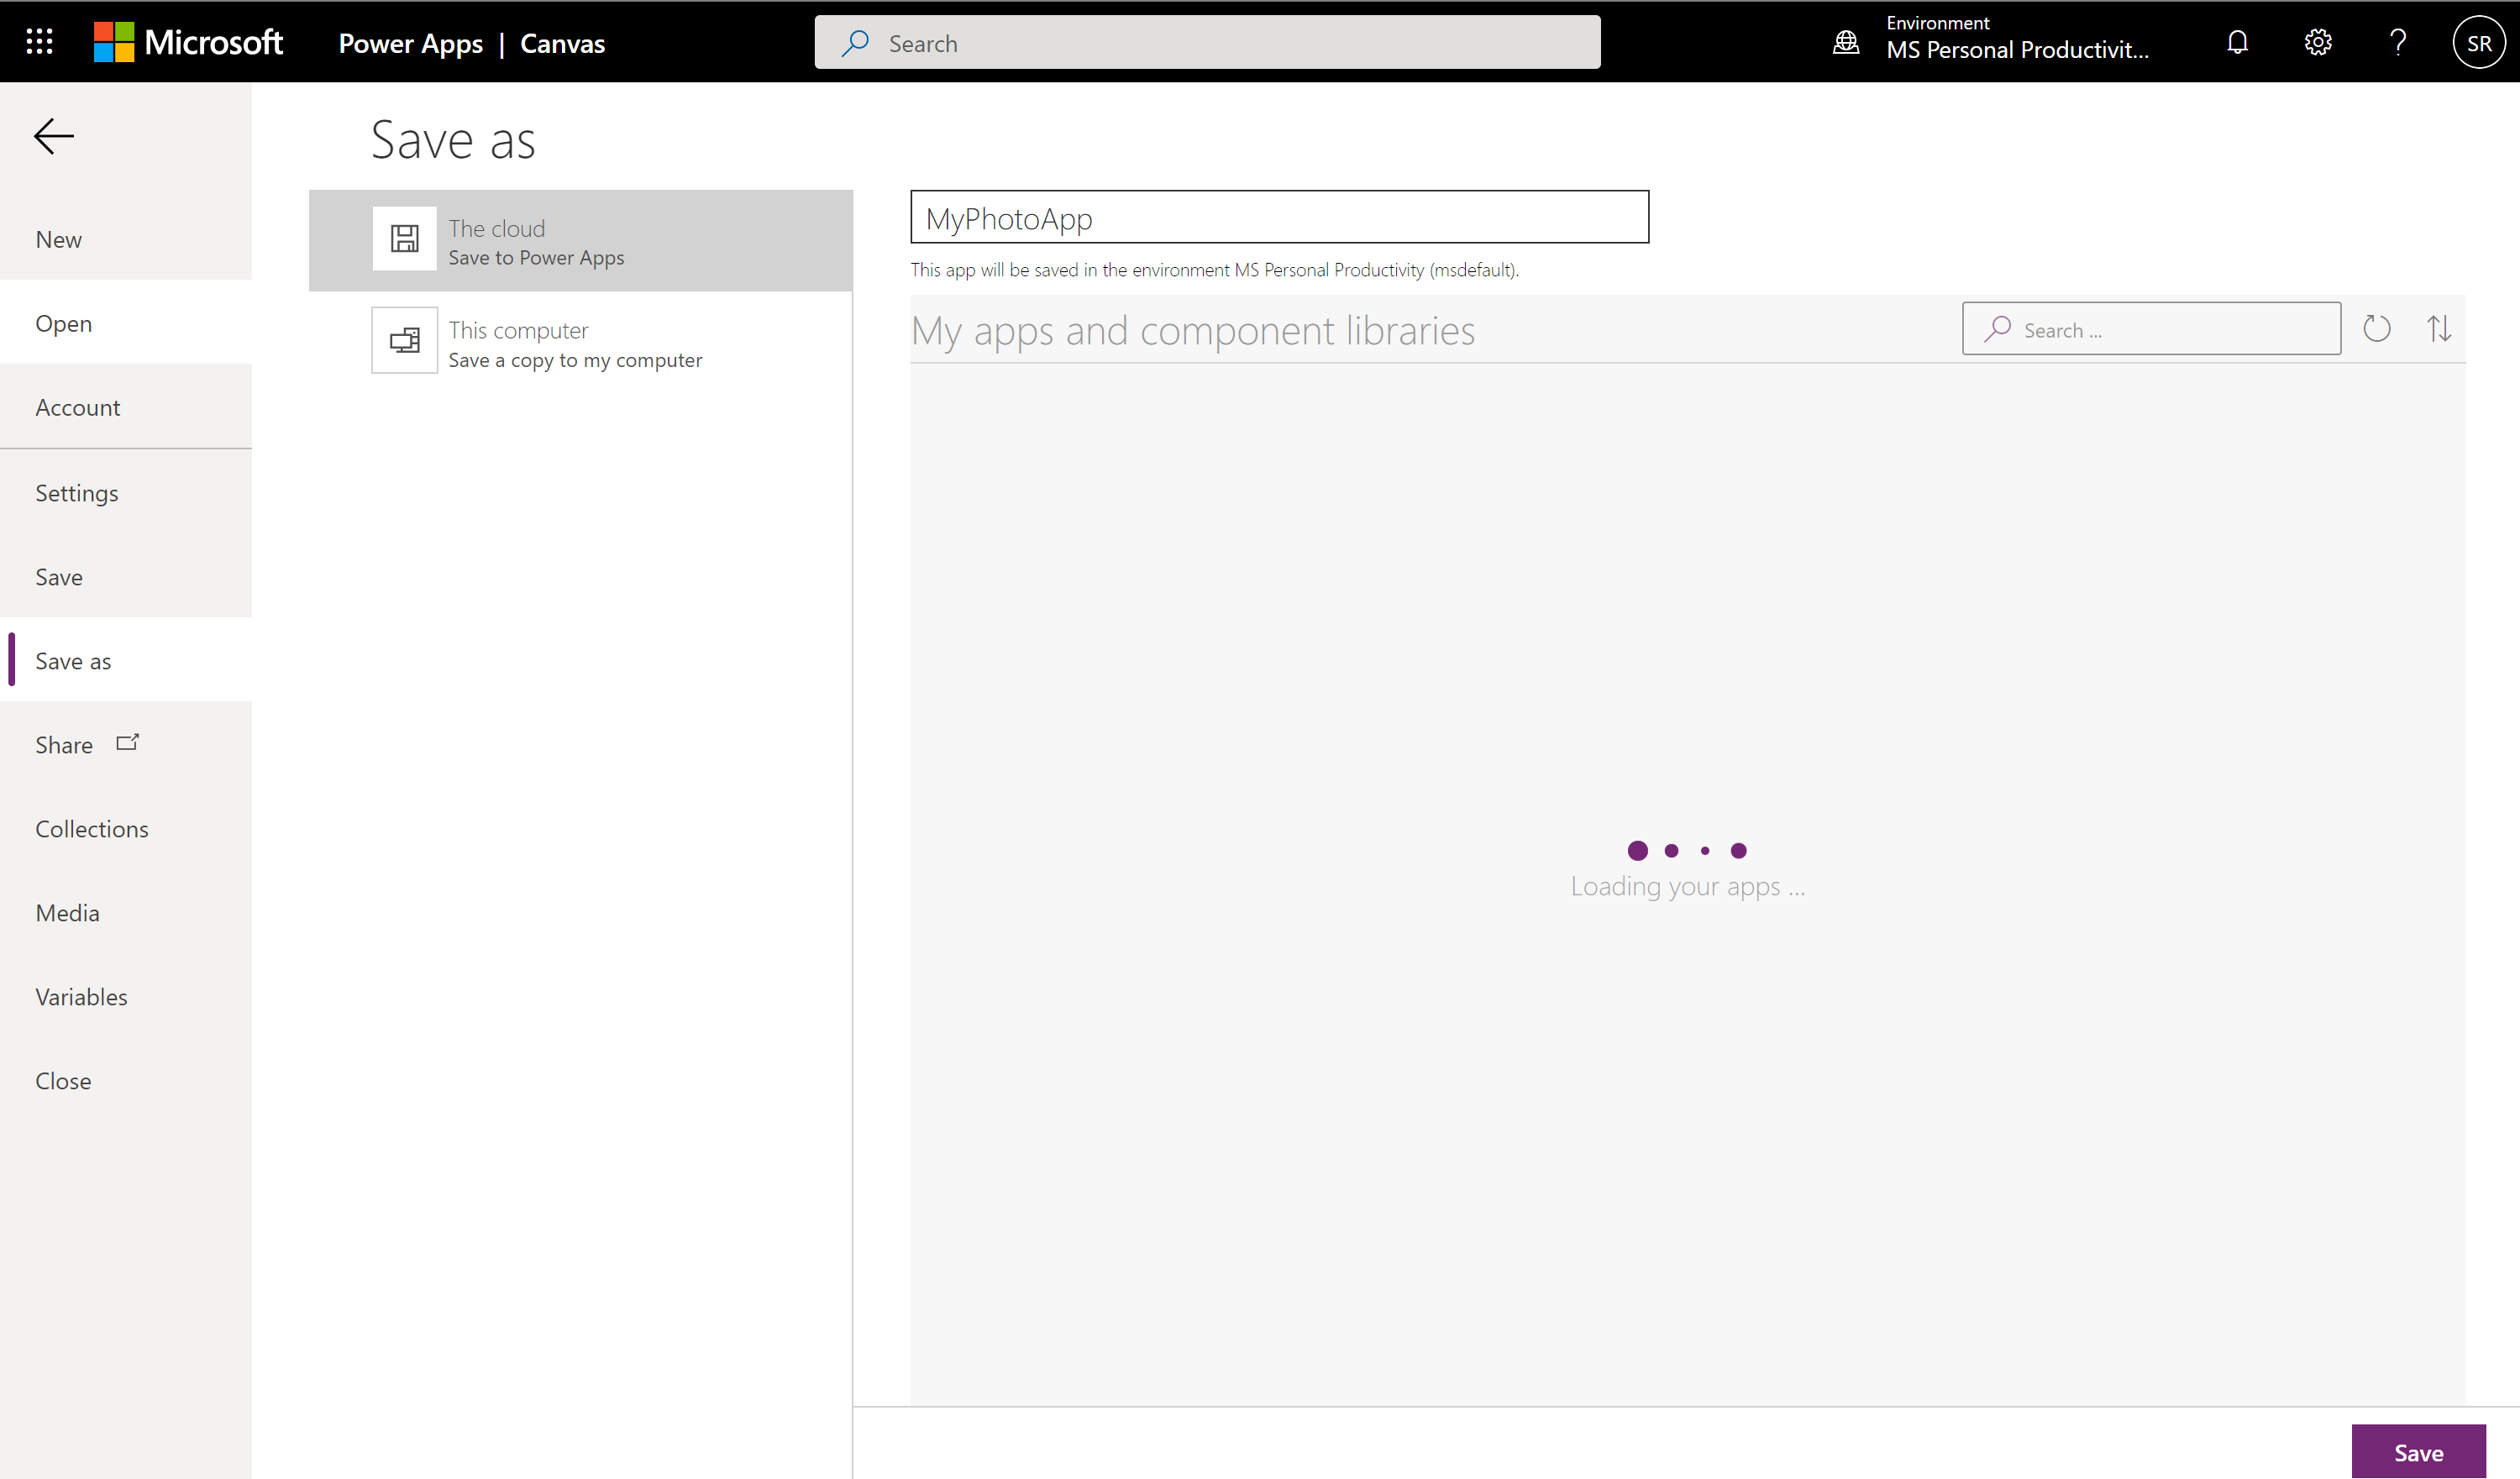 Microsoft
Power Apps | Canvas
Search
Environment
MS Personal Productivit...
SR
New
Open
Account
Settings
Save
Save as
Share
Collections
Media
Variables
Close
Save as
The cloud
Save to Power Apps
This computer
Save a copy to my computer
MyPhotoApp
This app will be saved in the environment MS Personal Productivity (msdefault).
My apps and component libraries
Search ...
Loading your apps ...
Save